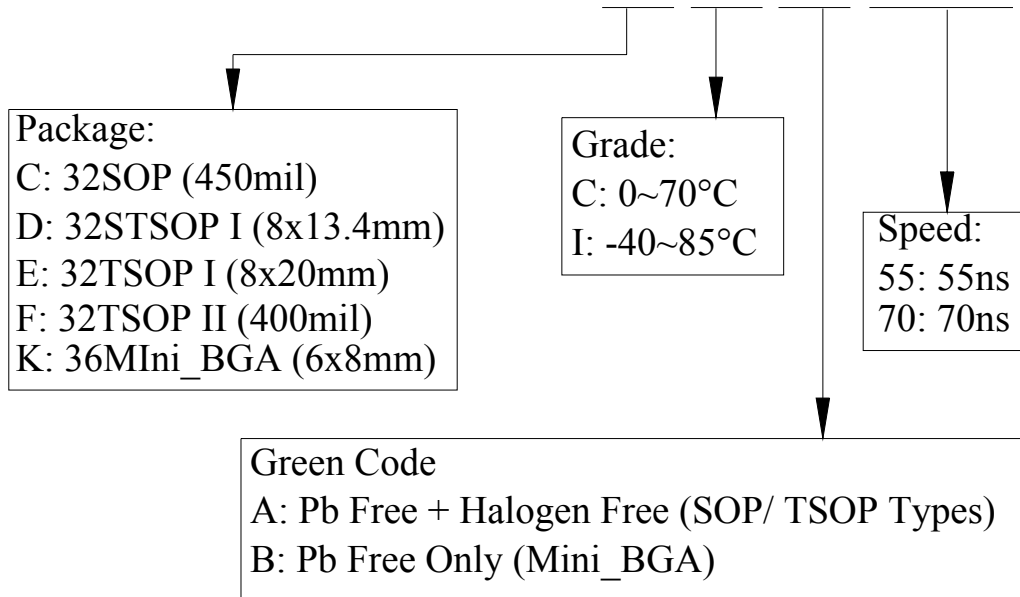 Package:
C: 32SOP (450mil)
D: 32STSOP I (8x13.4mm)
E: 32TSOP I (8x20mm)
F: 32TSOP II (400mil)
K: 36MIni_BGA (6x8mm)
Grade:
C: 0~70°C
I: -40~85°C
Speed:
55: 55ns
70: 70ns
Green Code
A: Pb Free + Halogen Free (SOP/ TSOP Types)
B: Pb Free Only (Mini_BGA)